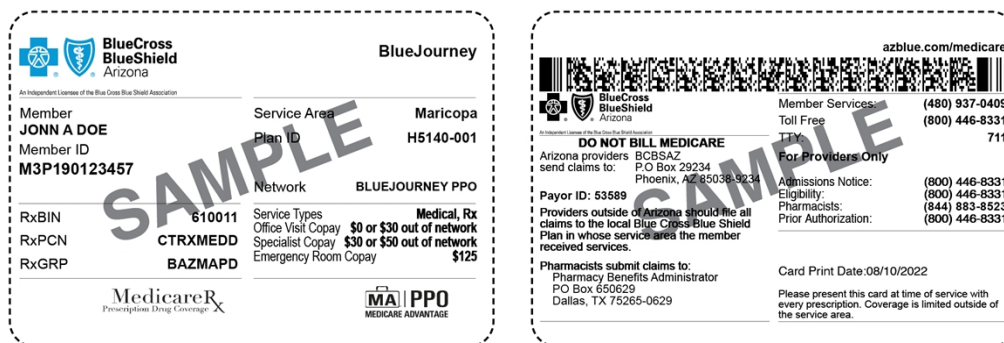 BlueCross
BlueShield
Arizona
An Independent Licensee of the Blue Cross Blue Shield Association
BlueJourney
Member
JONN A DOE
Member ID
M3P190123457
Service Area Maricopa
Plan ID H5140-001
Network BLUEJOURNEY PPO
RxBIN 610011
RxPCN CTRXMEDD
RxGRP BAZMAPD
Service Types Medical, Rx
Office Visit Copay $0 or $30 out of network
Specialist Copay $30 or $50 out of network
Emergency Room Copay $125
SAMPLE
MedicareRx
Prescription Drug Coverage
MA PPO
MEDICARE ADVANTAGE
azblue.com/medicare
BlueCross
BlueShield
Arizona
An Independent Licensee of the Blue Cross Blue Shield Association
DO NOT BILL MEDICARE
Arizona providers BCBSAZ
send claims to: P.O Box 29234
Phoenix, AZ 85038-9234
Payor ID: 53589
Providers outside of Arizona should file all
claims to the local Blue Cross Blue Shield
Plan in whose service area the member
received services.
Pharmacists submit claims to:
Pharmacy Benefits Administrator
PO Box 650629
Dallas, TX 75265-0629
Member Services: (480) 937-0409
Toll Free (800) 446-8331
TTY: 711
For Providers Only
Admissions Notice: (800) 446-8331
Eligibility: (800) 446-8331
Pharmacists: (844) 883-8523
Prior Authorization: (800) 446-8331
Card Print Date:08/10/2022
Please present this card at time of service with
every prescription. Coverage is limited outside of
the service area.
SAMPLE